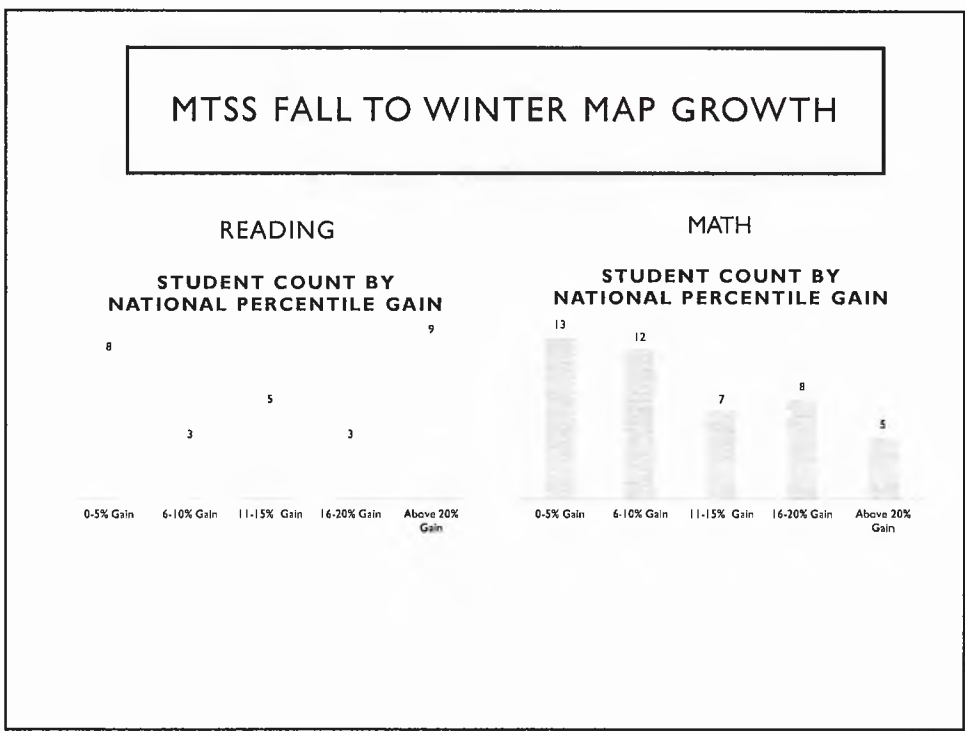 MTSS FALL TO WINTER MAP GROWTH
READING
STUDENT COUNT BY
NATIONAL PERCENTILE GAIN
8
3
5
3
9
0-5% Gain
6-10% Gain
11-15% Gain
16-20% Gain
Above 20%
Gain
MATH
STUDENT COUNT BY
NATIONAL PERCENTILE GAIN
13
12
7
8
5
0-5% Gain
6-10% Gain
11-15% Gain
16-20% Gain
Above 20%
Gain